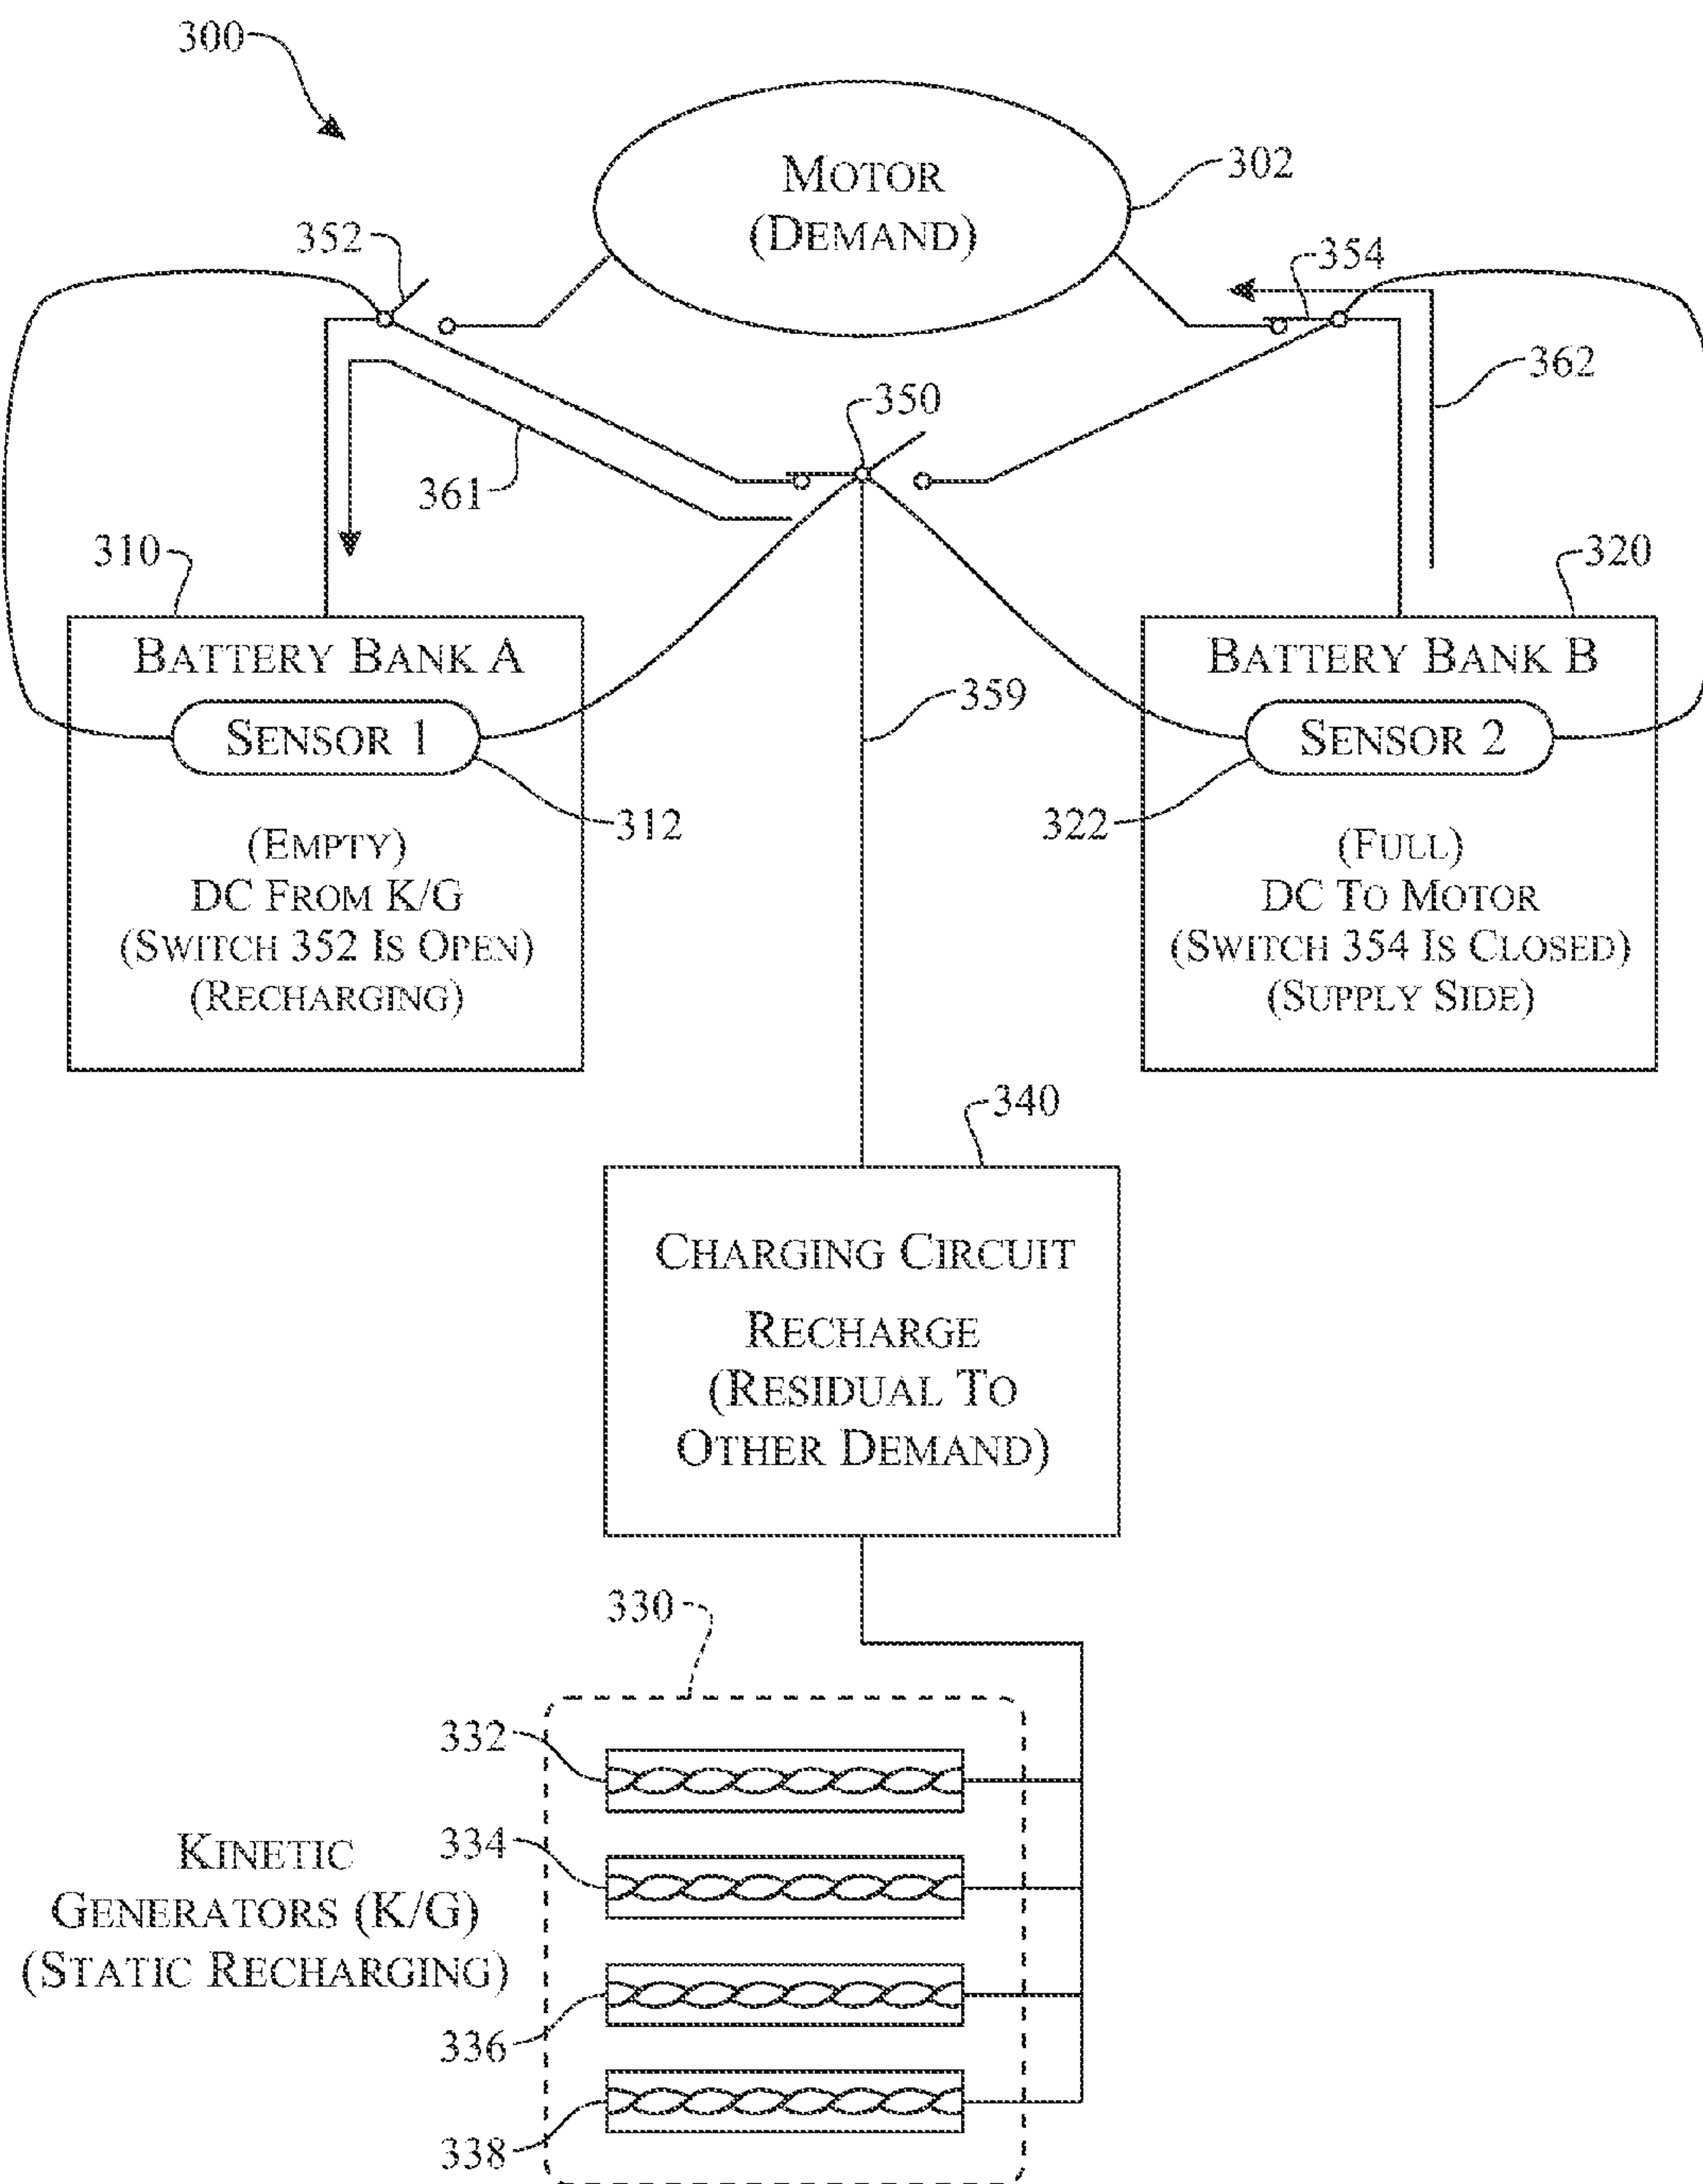 300
MOTOR
(DEMAND)
302
352
354
362
350
361
310
320
BATTERY BANK A
BATTERY BANK B
359
SENSOR 1
SENSOR 2
312
322
(EMPTY)
DC FROM K/G
(SWITCH 352 IS OPEN)
(RECHARGING)
(FULL)
DC TO MOTOR
(SWITCH 354 IS CLOSED)
(SUPPLY SIDE)
340
CHARGING CIRCUIT
RECHARGE
(RESIDUAL TO
OTHER DEMAND)
330
332
334
336
338
KINETIC
GENERATORS (K/G)
(STATIC RECHARGING)